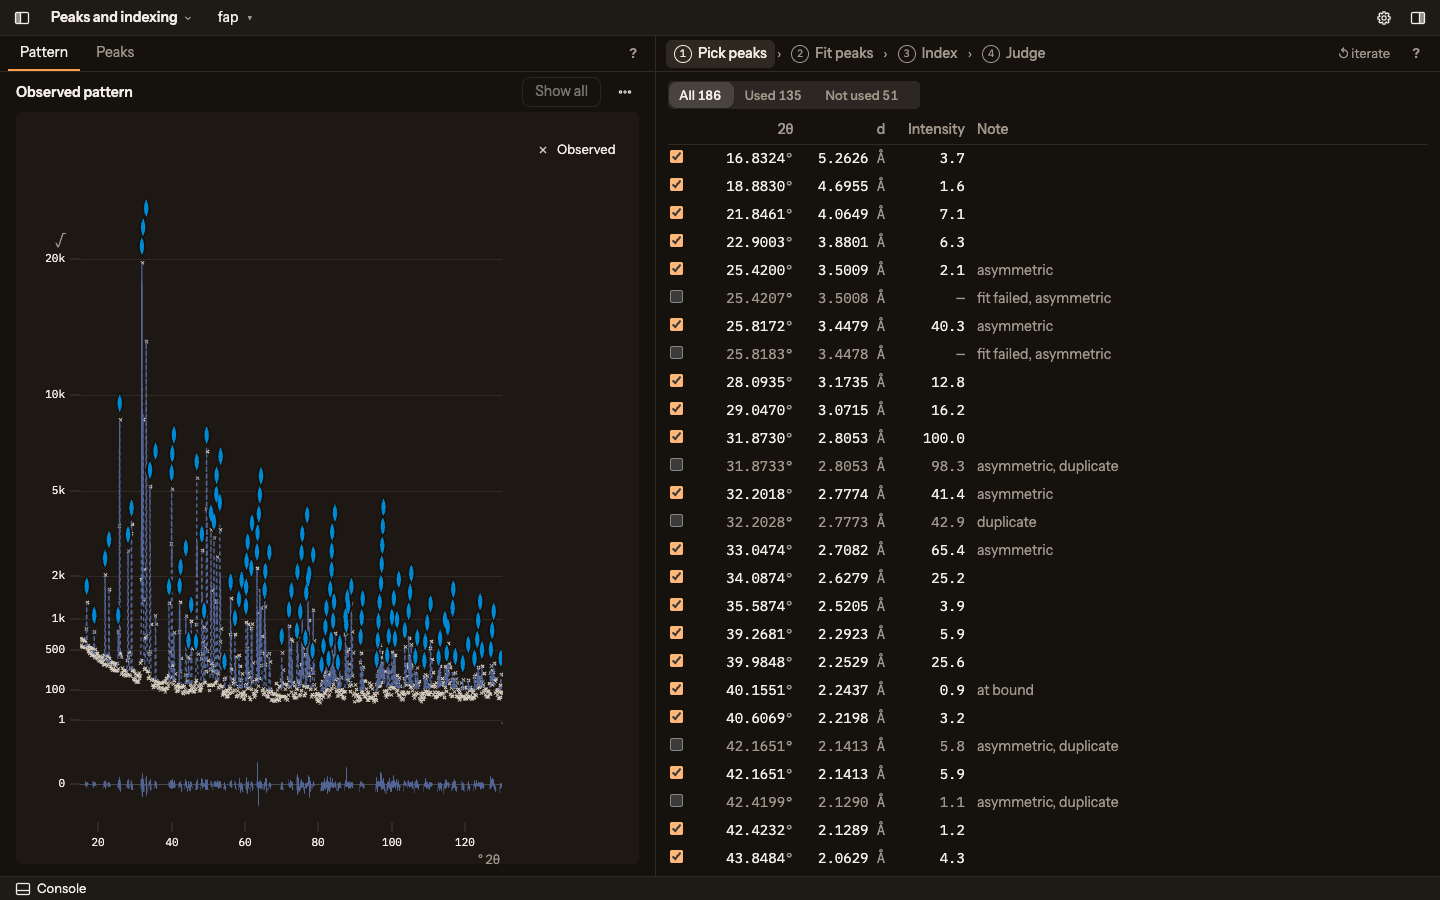 Peaks and indexing fap
Pattern Peaks ?
1 Pick peaks › 2 Fit peaks › 3 Index › 4 Judge iterate ?
Observed pattern Show all
× Observed
√
20k
10k
5k
2k
1k
500
100
1
0
20 40 60 80 100 120
°2θ
All 186 Used 135 Not used 51
2θ d Intensity Note
16.8324° 5.2626 Å 3.7
18.8830° 4.6955 Å 1.6
21.8461° 4.0649 Å 7.1
22.9003° 3.8801 Å 6.3
25.4200° 3.5009 Å 2.1 asymmetric
25.4207° 3.5008 Å — fit failed, asymmetric
25.8172° 3.4479 Å 40.3 asymmetric
25.8183° 3.4478 Å — fit failed, asymmetric
28.0935° 3.1735 Å 12.8
29.0470° 3.0715 Å 16.2
31.8730° 2.8053 Å 100.0
31.8733° 2.8053 Å 98.3 asymmetric, duplicate
32.2018° 2.7774 Å 41.4 asymmetric
32.2028° 2.7773 Å 42.9 duplicate
33.0474° 2.7082 Å 65.4 asymmetric
34.0874° 2.6279 Å 25.2
35.5874° 2.5205 Å 3.9
39.2681° 2.2923 Å 5.9
39.9848° 2.2529 Å 25.6
40.1551° 2.2437 Å 0.9 at bound
40.6069° 2.2198 Å 3.2
42.1651° 2.1413 Å 5.8 asymmetric, duplicate
42.1651° 2.1413 Å 5.9
42.4199° 2.1290 Å 1.1 asymmetric, duplicate
42.4232° 2.1289 Å 1.2
43.8484° 2.0629 Å 4.3
Console